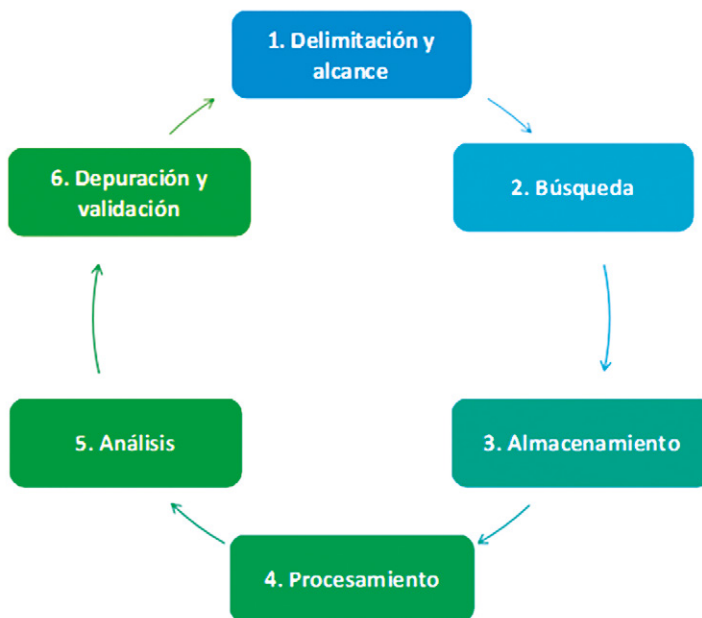 1. Delimitación y
alcance
2. Búsqueda
3. Almacenamiento
4. Procesamiento
5. Análisis
6. Depuración y
validación